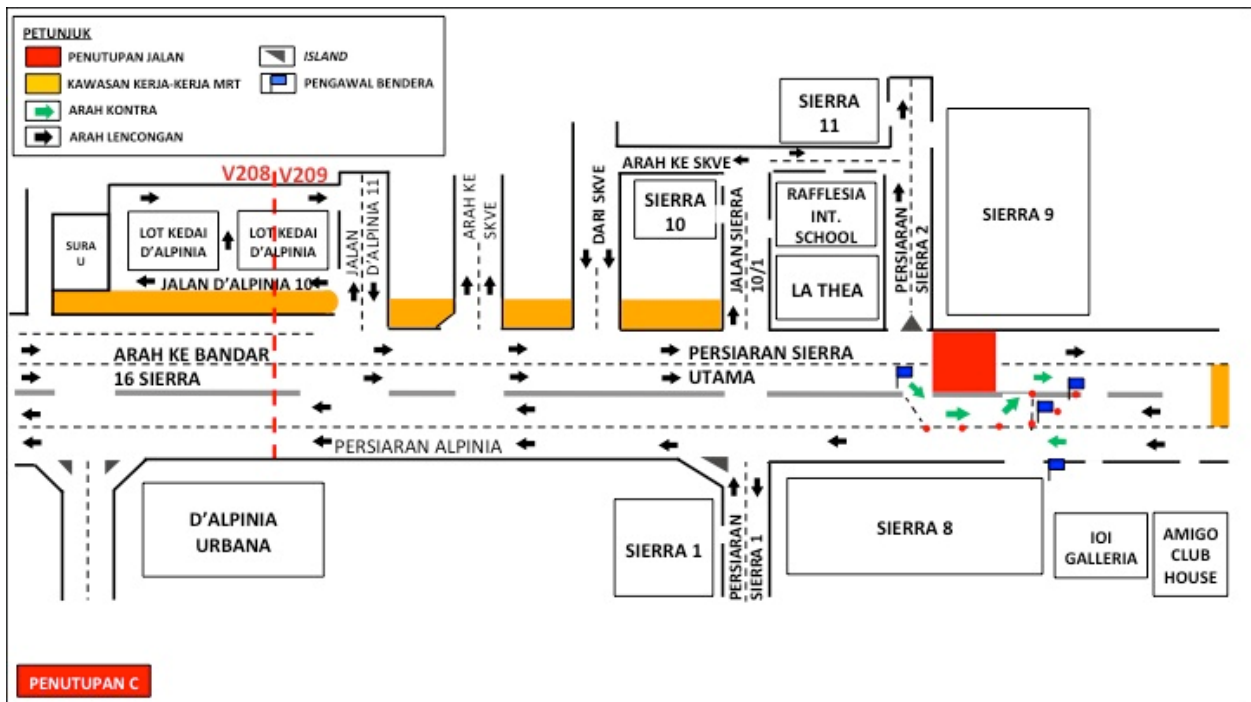 PETUNJUK
PENUTUPAN JALAN
KAWASAN KERJA-KERJA MRT
ARAH KONTRA
ARAH LENCONGAN
ISLAND
PENGAWAL BENDERA
V208
V209
SURA
U
LOT KEDAI
D'ALPINIA
LOT KEDAI
D'ALPINIA
JALAN D'ALPINIA 10
JALAN
D'ALPINIA 11
ARAH KE
SKVE
DARI SKVE
ARAH KE SKVE
SIERRA
10
JALAN SIERRA
10/1
SIERRA
11
RAFFLESIA
INT.
SCHOOL
LA THEA
PERSIARAN
SIERRA 2
SIERRA 9
ARAH KE BANDAR
16 SIERRA
PERSIARAN SIERRA
UTAMA
PERSIARAN ALPINIA
D'ALPINIA
URBANA
SIERRA 1
PERSIARAN
SIERRA 1
SIERRA 8
IOI
GALLERIA
AMIGO
CLUB
HOUSE
PENUTUPAN C